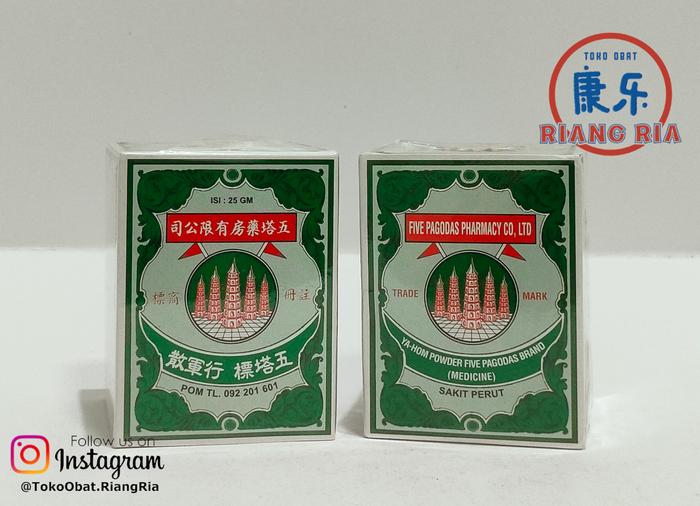 TOKO OBAT
康乐
RIANG RIA
ISI : 25 GM
司公限有房藥塔五
標商 冊註
散軍行 標塔五
POM TL. 092 201 601
FIVE PAGODAS PHARMACY CO, LTD
TRADE MARK
YA-HOM POWDER FIVE PAGODAS BRAND
(MEDICINE)
SAKIT PERUT
Follow us on
Instagram
@TokoObat.RiangRia